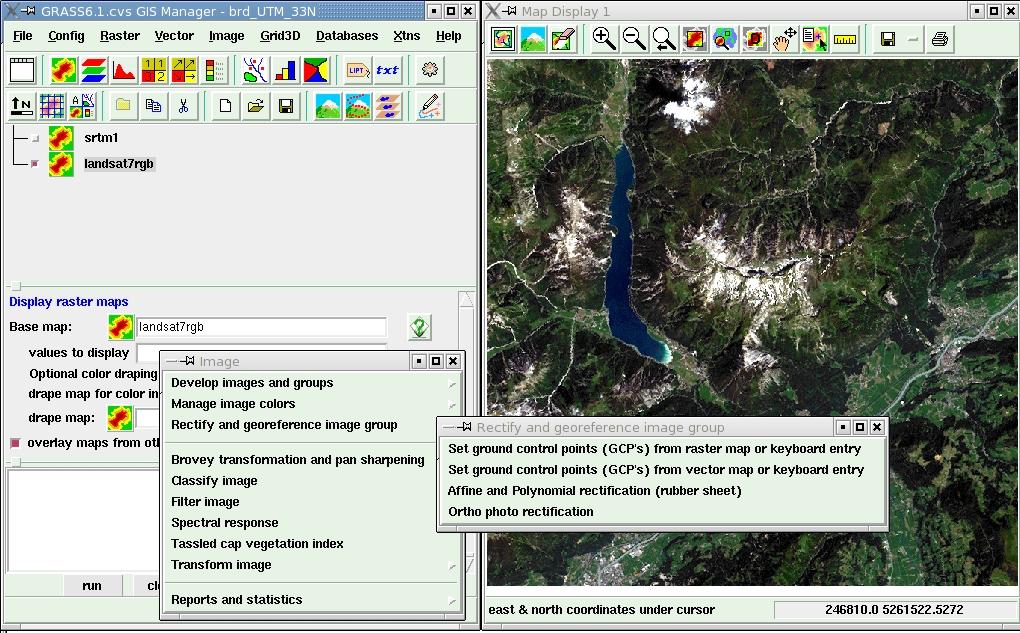 GRASS6.1.cvs GIS Manager - brd_UTM_33N
File Config Raster Vector Image Grid3D Databases Xtns Help
LIPT txt
N
srtm1
landsat7rgb
Display raster maps
Base map: landsat7rgb
values to display
Optional color draping
drape map for color in
drape map:
overlay maps from ot
run cl
Image
Develop images and groups
Manage image colors
Rectify and georeference image group
Brovey transformation and pan sharpening
Classify image
Filter image
Spectral response
Tassled cap vegetation index
Transform image
Reports and statistics
Rectify and georeference image group
Set ground control points (GCP's) from raster map or keyboard entry
Set ground control points (GCP's) from vector map or keyboard entry
Affine and Polynomial rectification (rubber sheet)
Ortho photo rectification
Map Display 1
east & north coordinates under cursor 246810.0 5261522.5272